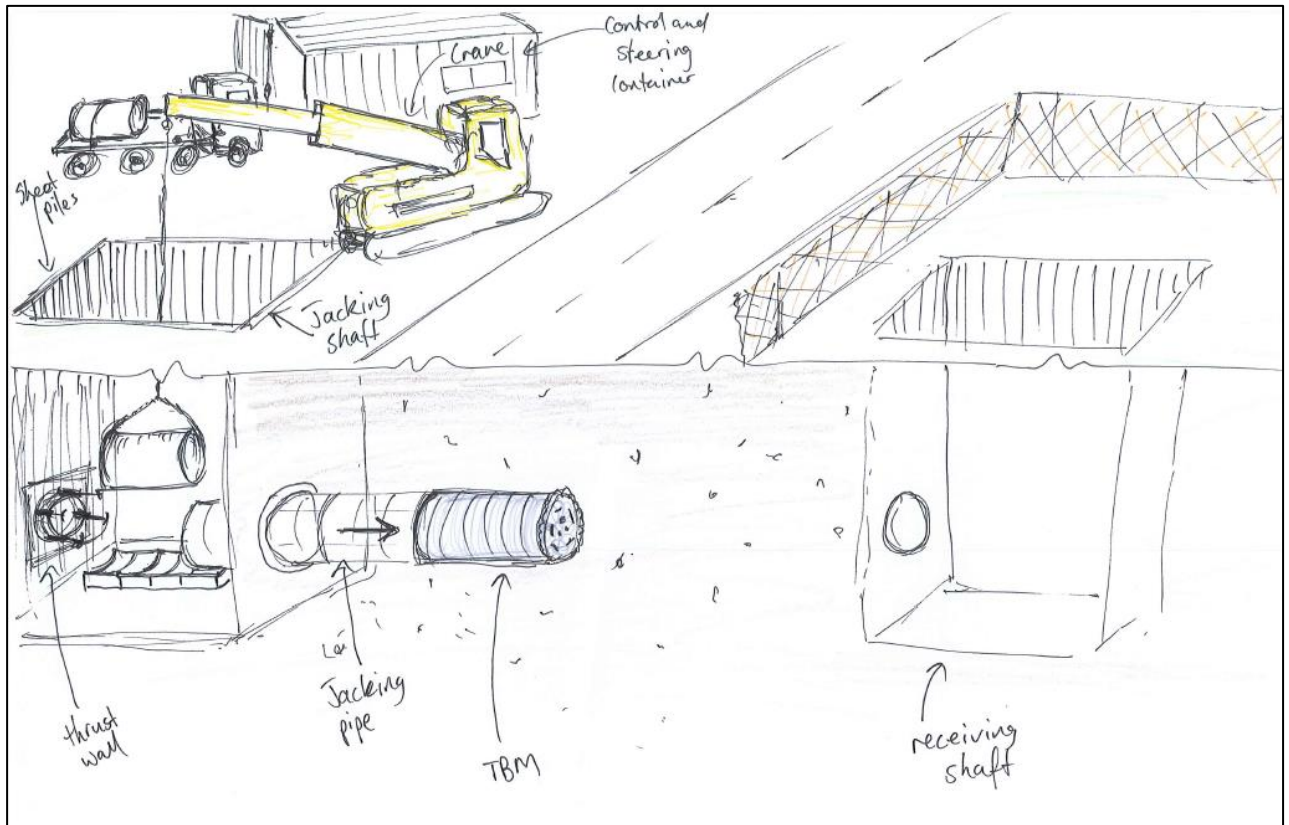 Control and
Steering
Container
Crane
Sheet
piles
Jacking
shaft
Jacking
pipe
thrust
wall
TBM
receiving
shaft